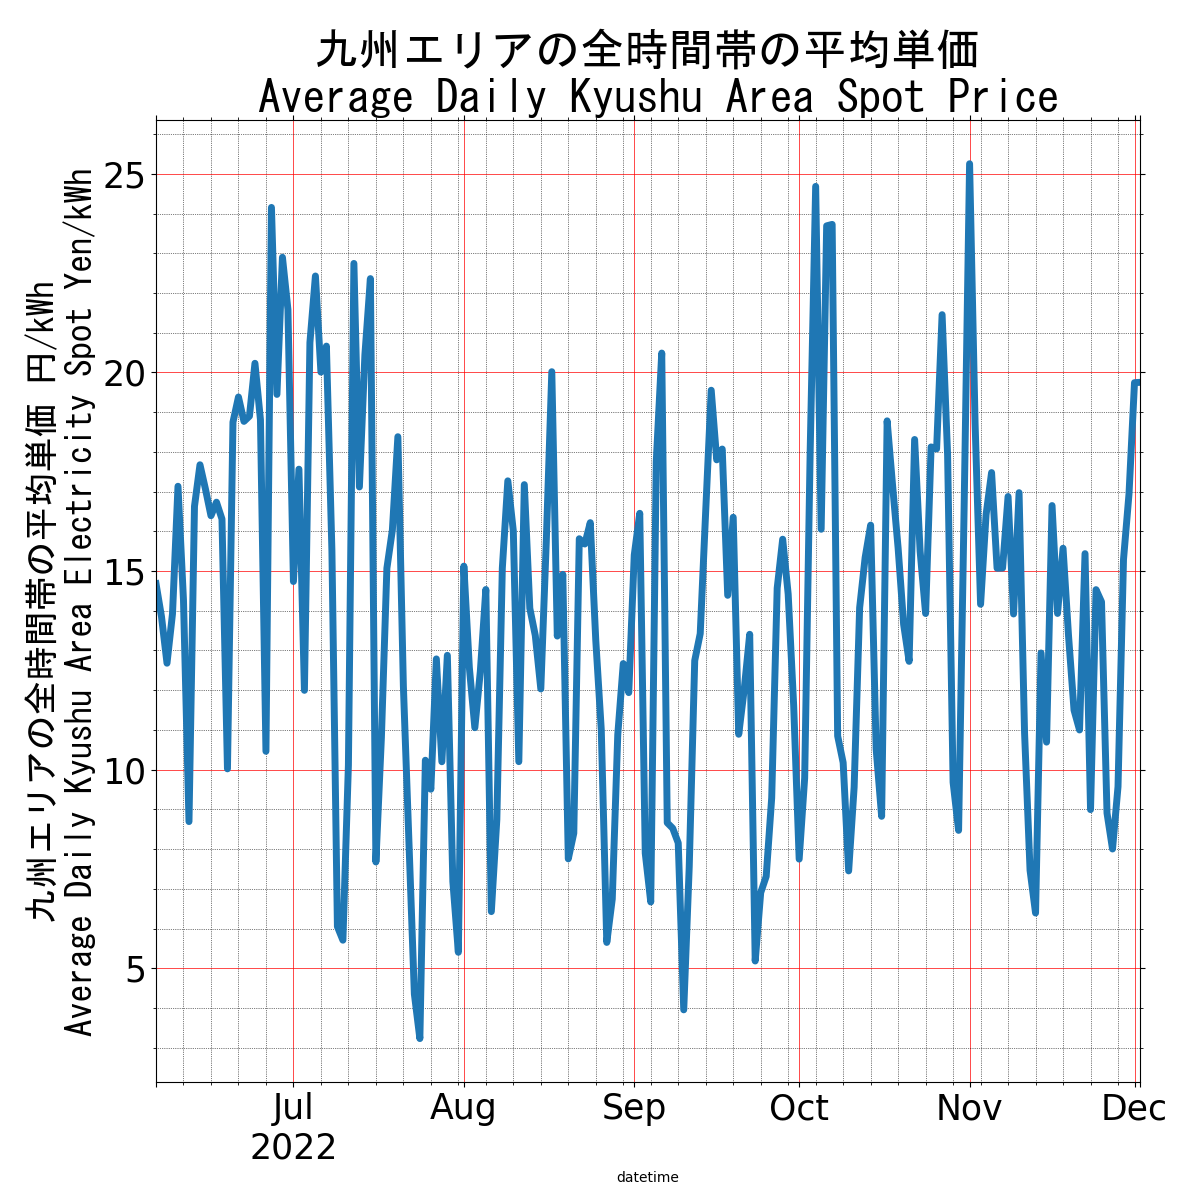 九州エリアの全時間帯の平均単価
Average Daily Kyushu Area Spot Price
九州エリアの全時間帯の平均単価 円/kWh
Average Daily Kyushu Area Electricity Spot Yen/kWh
25
20
15
10
5
Jul
2022
Aug
Sep
Oct
Nov
Dec
datetime